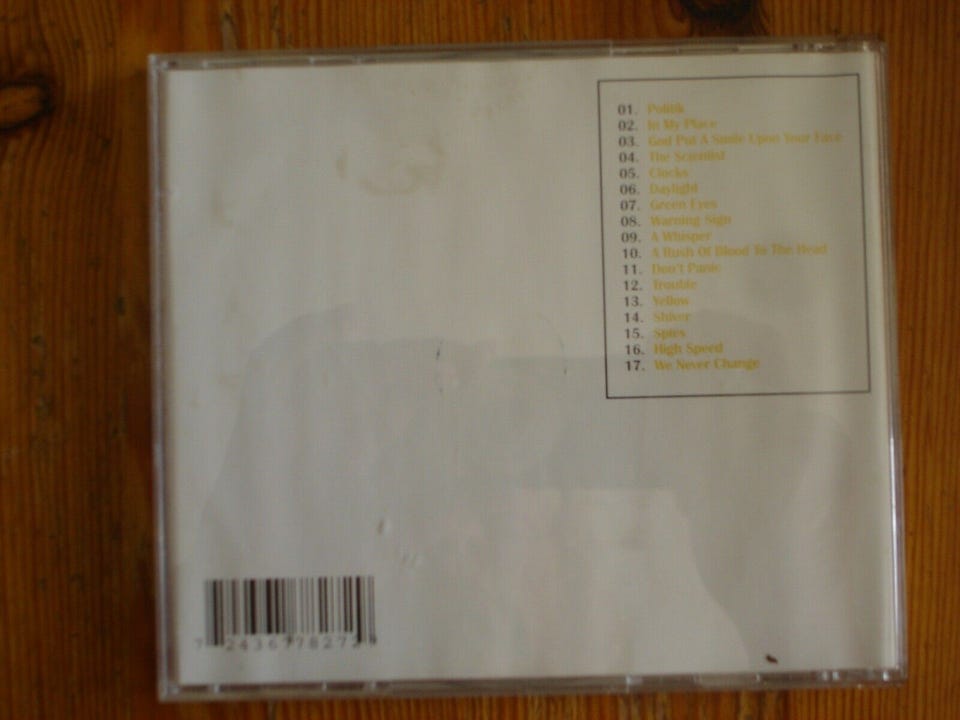 01. Politik
02. In My Place
03. God Put A Smile Upon Your Face
04. The Scientist
05. Clocks
06. Daylight
07. Green Eyes
08. Warning Sign
09. A Whisper
10. A Rush Of Blood To The Head
11. Don't Panic
12. Trouble
13. Yellow
14. Shiver
15. Spies
16. High Speed
17. We Never Change